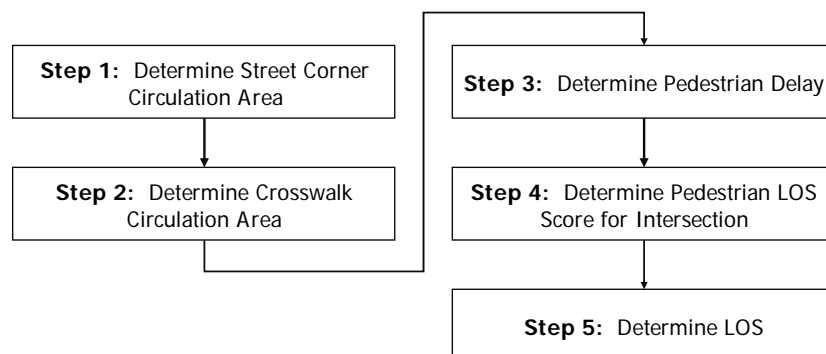 Step 1: Determine Street Corner
Circulation Area
Step 2: Determine Crosswalk
Circulation Area
Step 3: Determine Pedestrian Delay
Step 4: Determine Pedestrian LOS
Score for Intersection
Step 5: Determine LOS